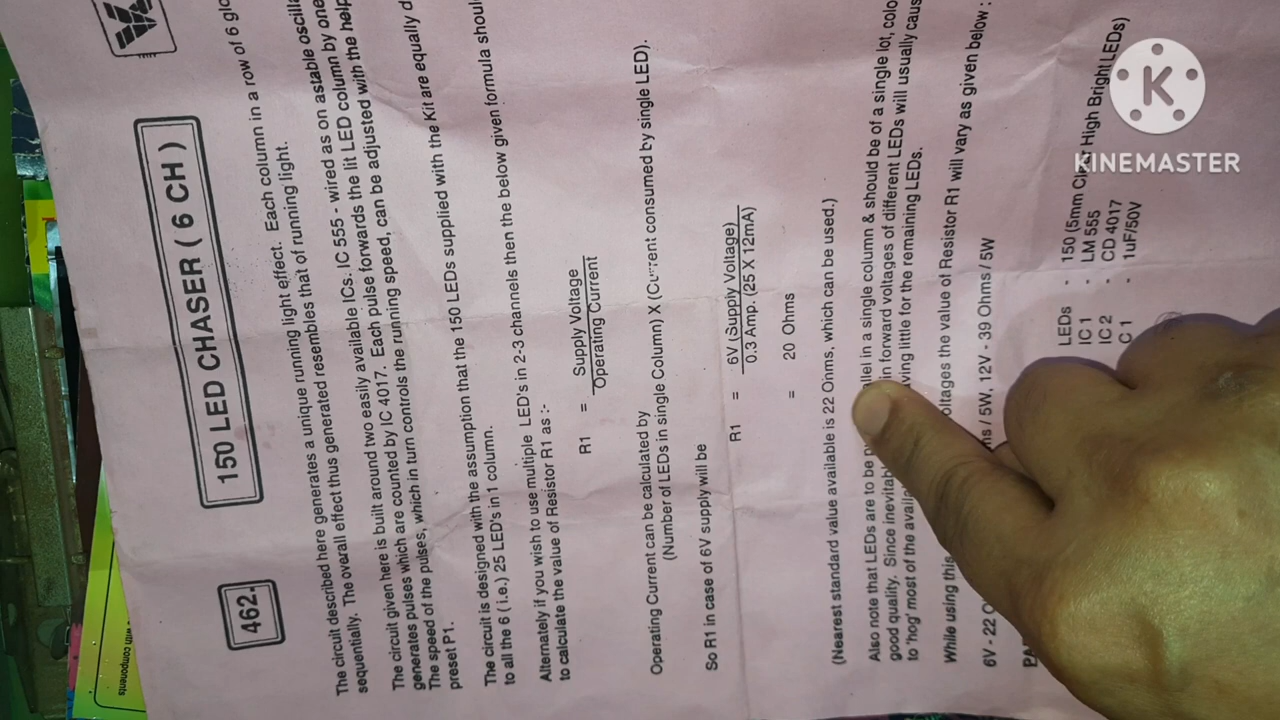 462.
150 LED CHASER ( 6 CH )
The circuit described here generates a unique running light effect. Each column in a row of 6 glo
sequentially. The overall effect thus generated resembles that of running light.
The circuit given here is built around two easily available ICs. IC 555 - wired as on astable oscilla
generates pulses which are counted by IC 4017. Each pulse forwards the lit LED column by one
The speed of the pulses, which in turn controls the running speed, can be adjusted with the help
preset P1.
The circuit is designed with the assumption that the 150 LEDs supplied with the Kit are equally d
to all the 6 ( i.e.) 25 LED's in 1 column.
Alternately if you wish to use multiple LED's in 2-3 channels then the below given formula shoul
to calculate the value of Resistor R1 as :-
R1 = Supply Voltage
Operating Current
Operating Current can be calculated by
(Number of LEDs in single Column) X (Current consumed by single LED).
So R1 in case of 6V supply will be
R1 = 6V (Supply Voltage)
0.3 Amp. (25 X 12mA)
= 20 Ohms
(Nearest standard value available is 22 Ohms, which can be used.)
Also note that LEDs are to be allel in a single column & should be of a single lot, colo
good quality. Since inevitab in forward voltages of different LEDs will usually caus
to 'hog' most of the availa ving little for the remaining LEDs.
While using this oltages the value of Resistor R1 will vary as given below :
6V - 22 O ms / 5W, 12V - 39 Ohms / 5W
PA
LEDs - 150 (5mm Clear High Bright LEDs)
IC 1 - LM 555
IC 2 - CD 4017
C 1 - 1uF/50V
with components
K
KINEMASTER